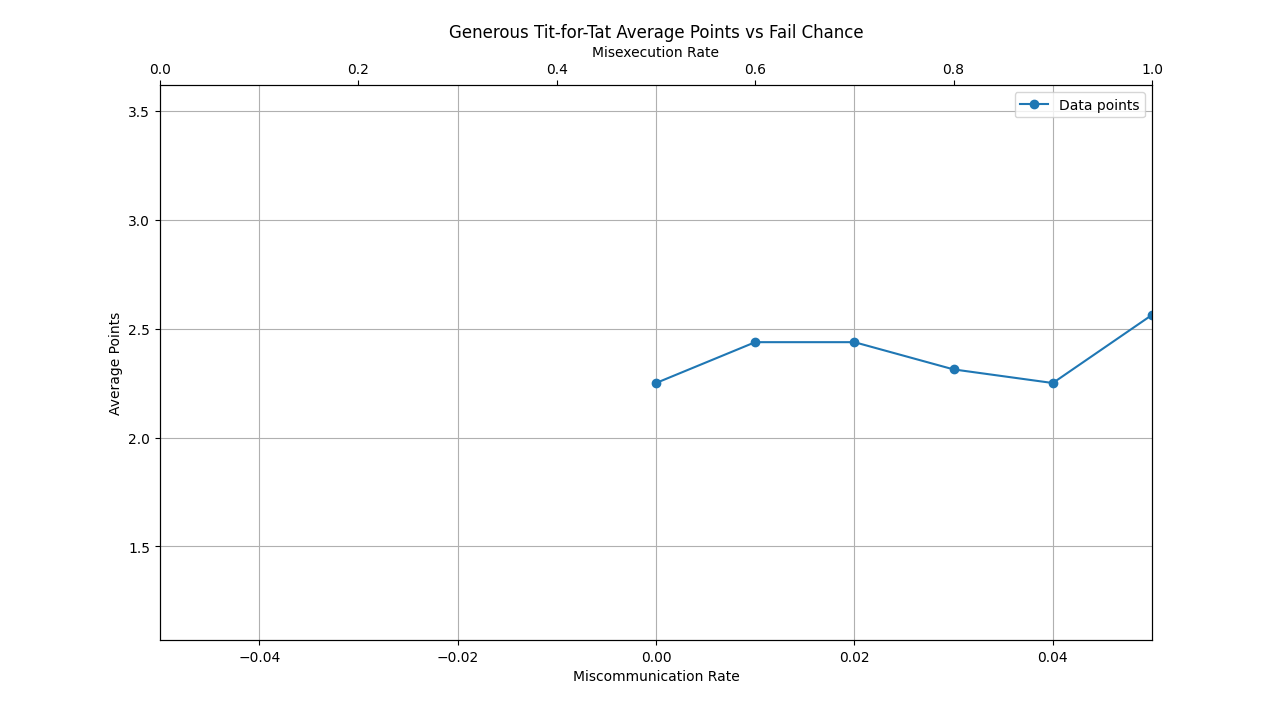 Generous Tit-for-Tat Average Points vs Fail Chance
Misexecution Rate
0.0 0.2 0.4 0.6 0.8 1.0
Data points
3.5
3.0
2.5
2.0
1.5
Average Points
−0.04 −0.02 0.00 0.02 0.04
Miscommunication Rate